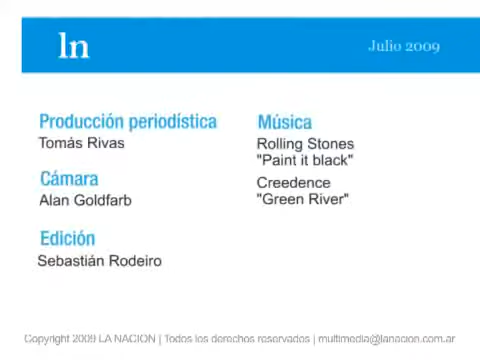 ln
Julio 2009
Producción periodística
Tomás Rivas
Cámara
Alan Goldfarb
Edición
Sebastián Rodeiro
Música
Rolling Stones
"Paint it black"
Creedence
"Green River"
Copyright 2009 LA NACION | Todos los derechos reservados | multimedia@lanacion.com.ar